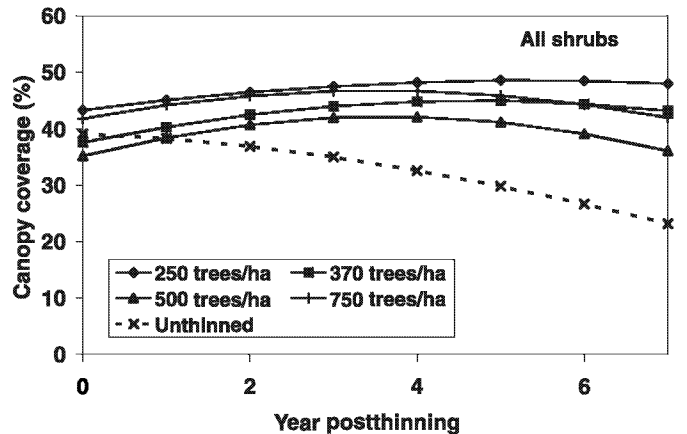 60
50
40
30
20
10
0
Canopy coverage (%)
All shrubs
250 trees/ha 370 trees/ha
500 trees/ha 750 trees/ha
Unthinned
0 2 4 6
Year postthinning